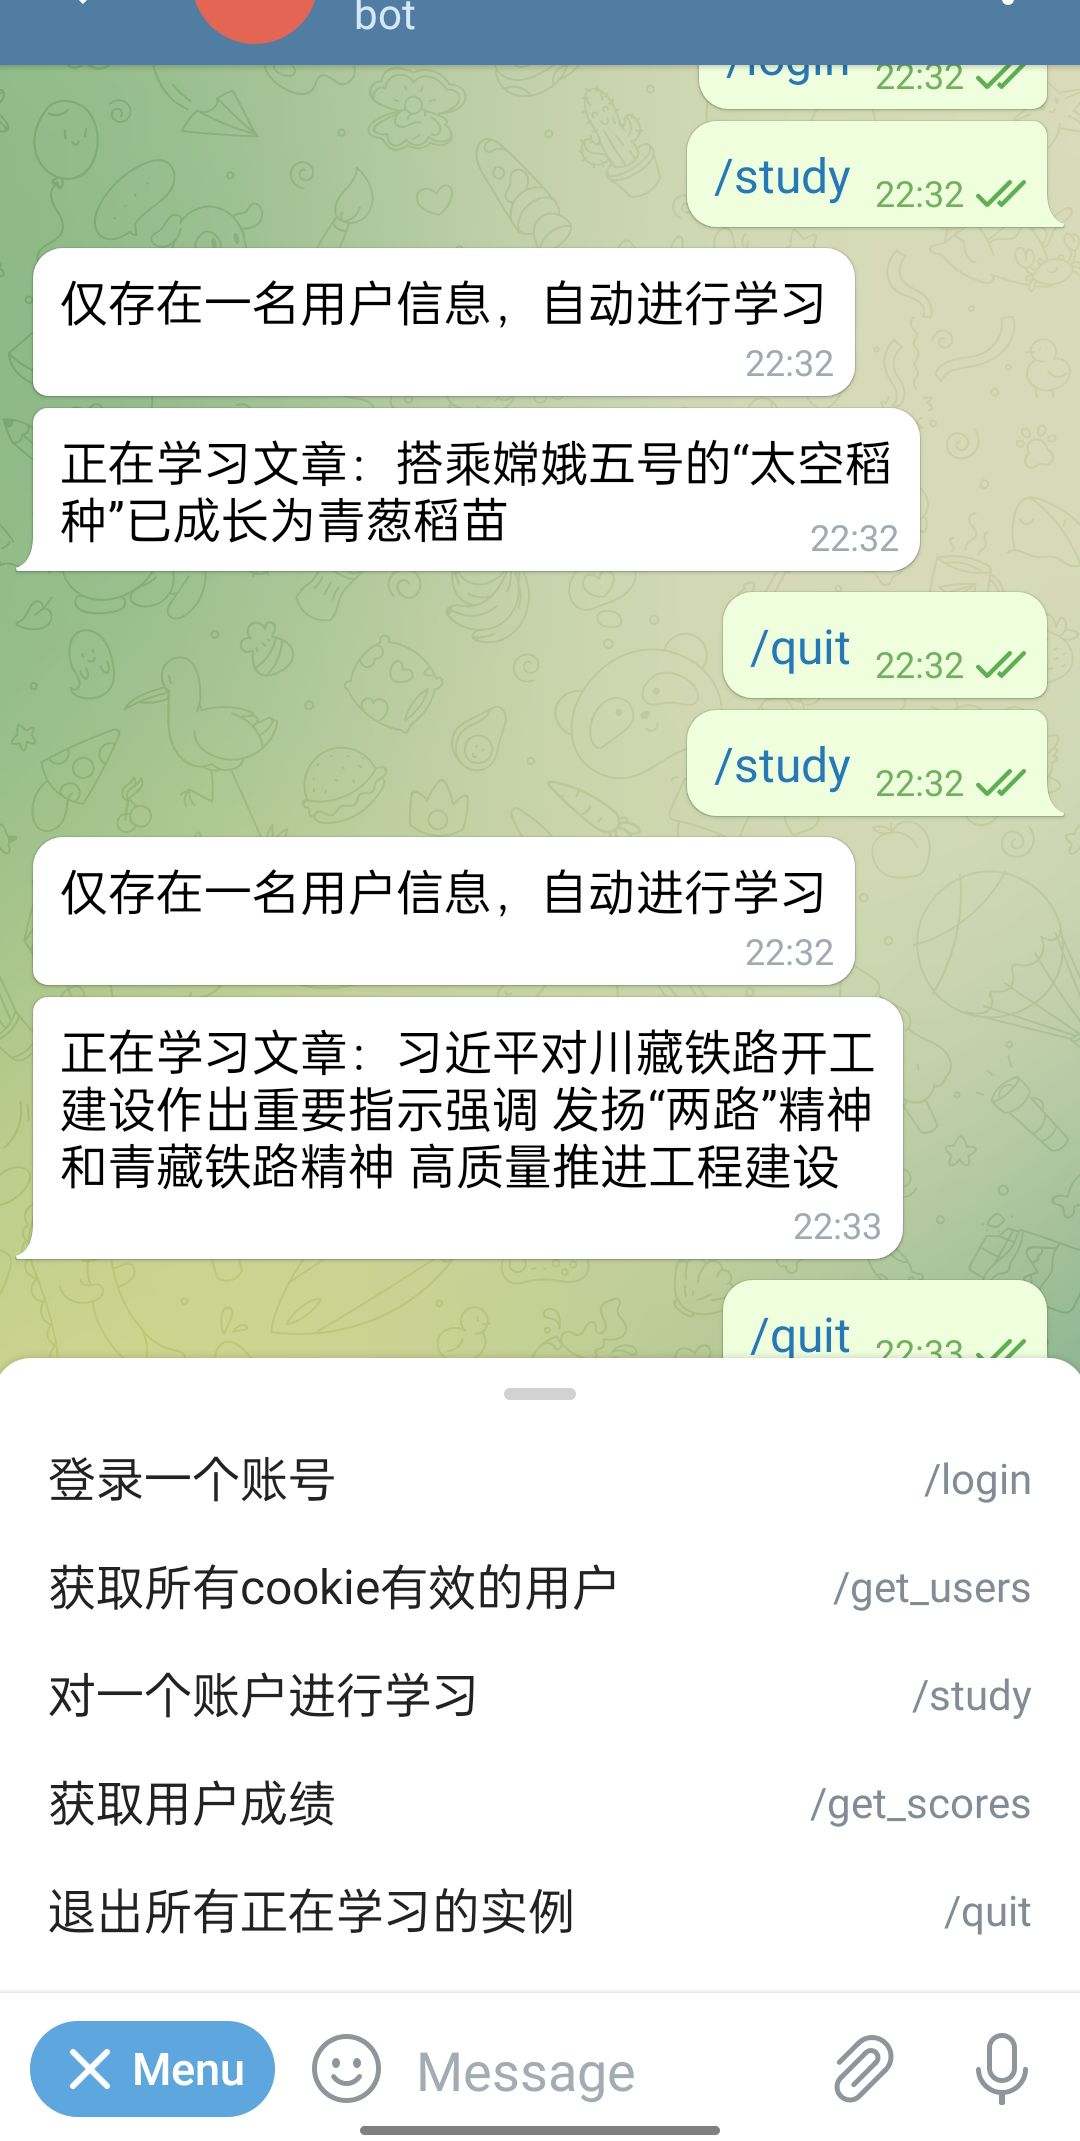 bot
/login 22:32
/study 22:32
仅存在一名用户信息，自动进行学习
22:32
正在学习文章：搭乘嫦娥五号的“太空稻
种”已成长为青葱稻苗
22:32
/quit 22:32
/study 22:32
仅存在一名用户信息，自动进行学习
22:32
正在学习文章：习近平对川藏铁路开工
建设作出重要指示强调 发扬“两路”精神
和青藏铁路精神 高质量推进工程建设
22:33
/quit 22:33
登录一个账号 /login
获取所有cookie有效的用户 /get_users
对一个账户进行学习 /study
获取用户成绩 /get_scores
退出所有正在学习的实例 /quit
Menu Message